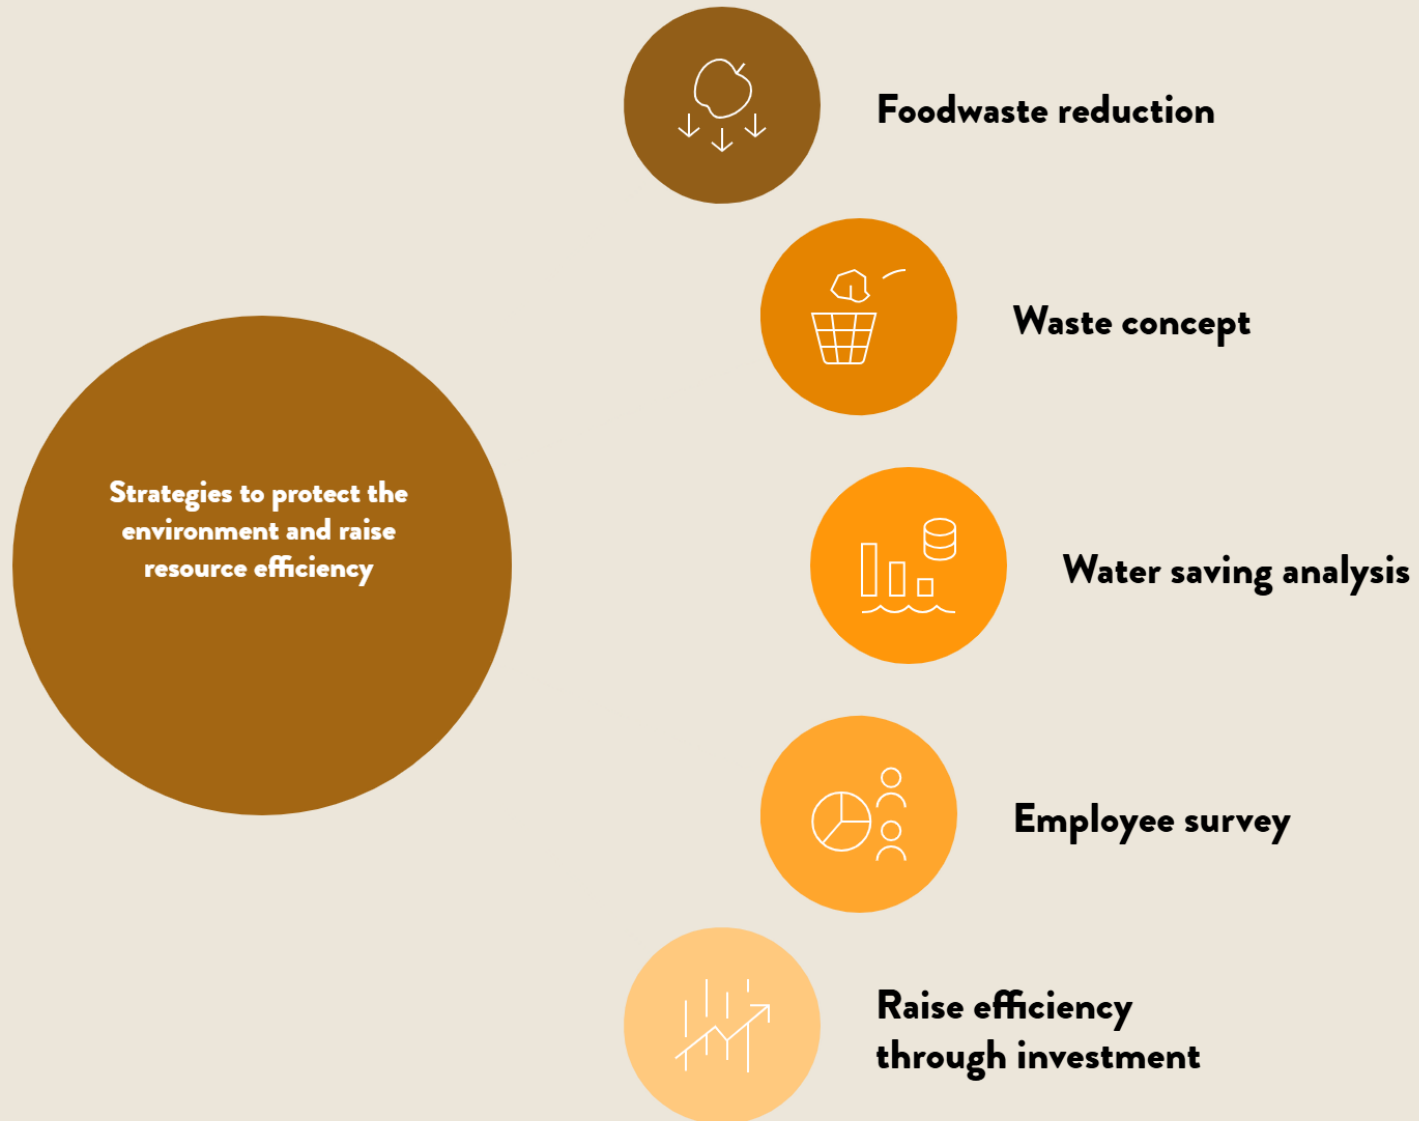 Foodwaste reduction
Waste concept
Strategies to protect the
environment and raise
resource efficiency
Water saving analysis
Employee survey
Raise efficiency
through investment